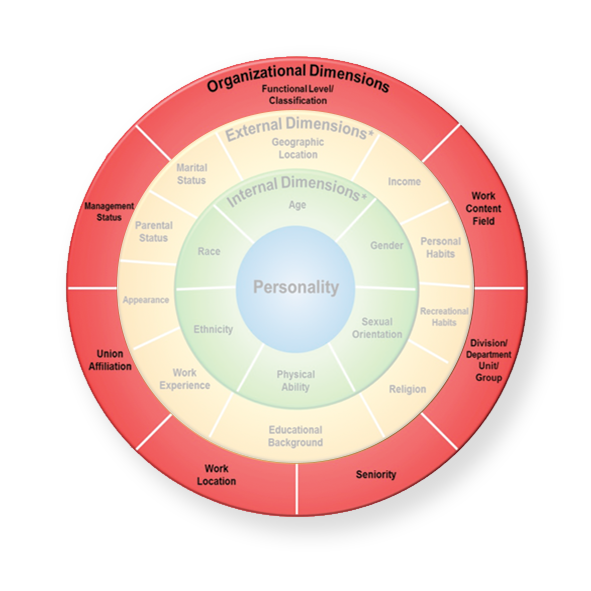 Organizational Dimensions
Functional Level/
Classification
Work
Content
Field
Division/
Department
Unit/
Group
Seniority
Work
Location
Union
Affiliation
Management
Status
External Dimensions*
Geographic
Location
Income
Personal
Habits
Recreational
Habits
Religion
Educational
Background
Work
Experience
Appearance
Parental
Status
Marital
Status
Internal Dimensions*
Age
Gender
Sexual
Orientation
Physical
Ability
Ethnicity
Race
Personality